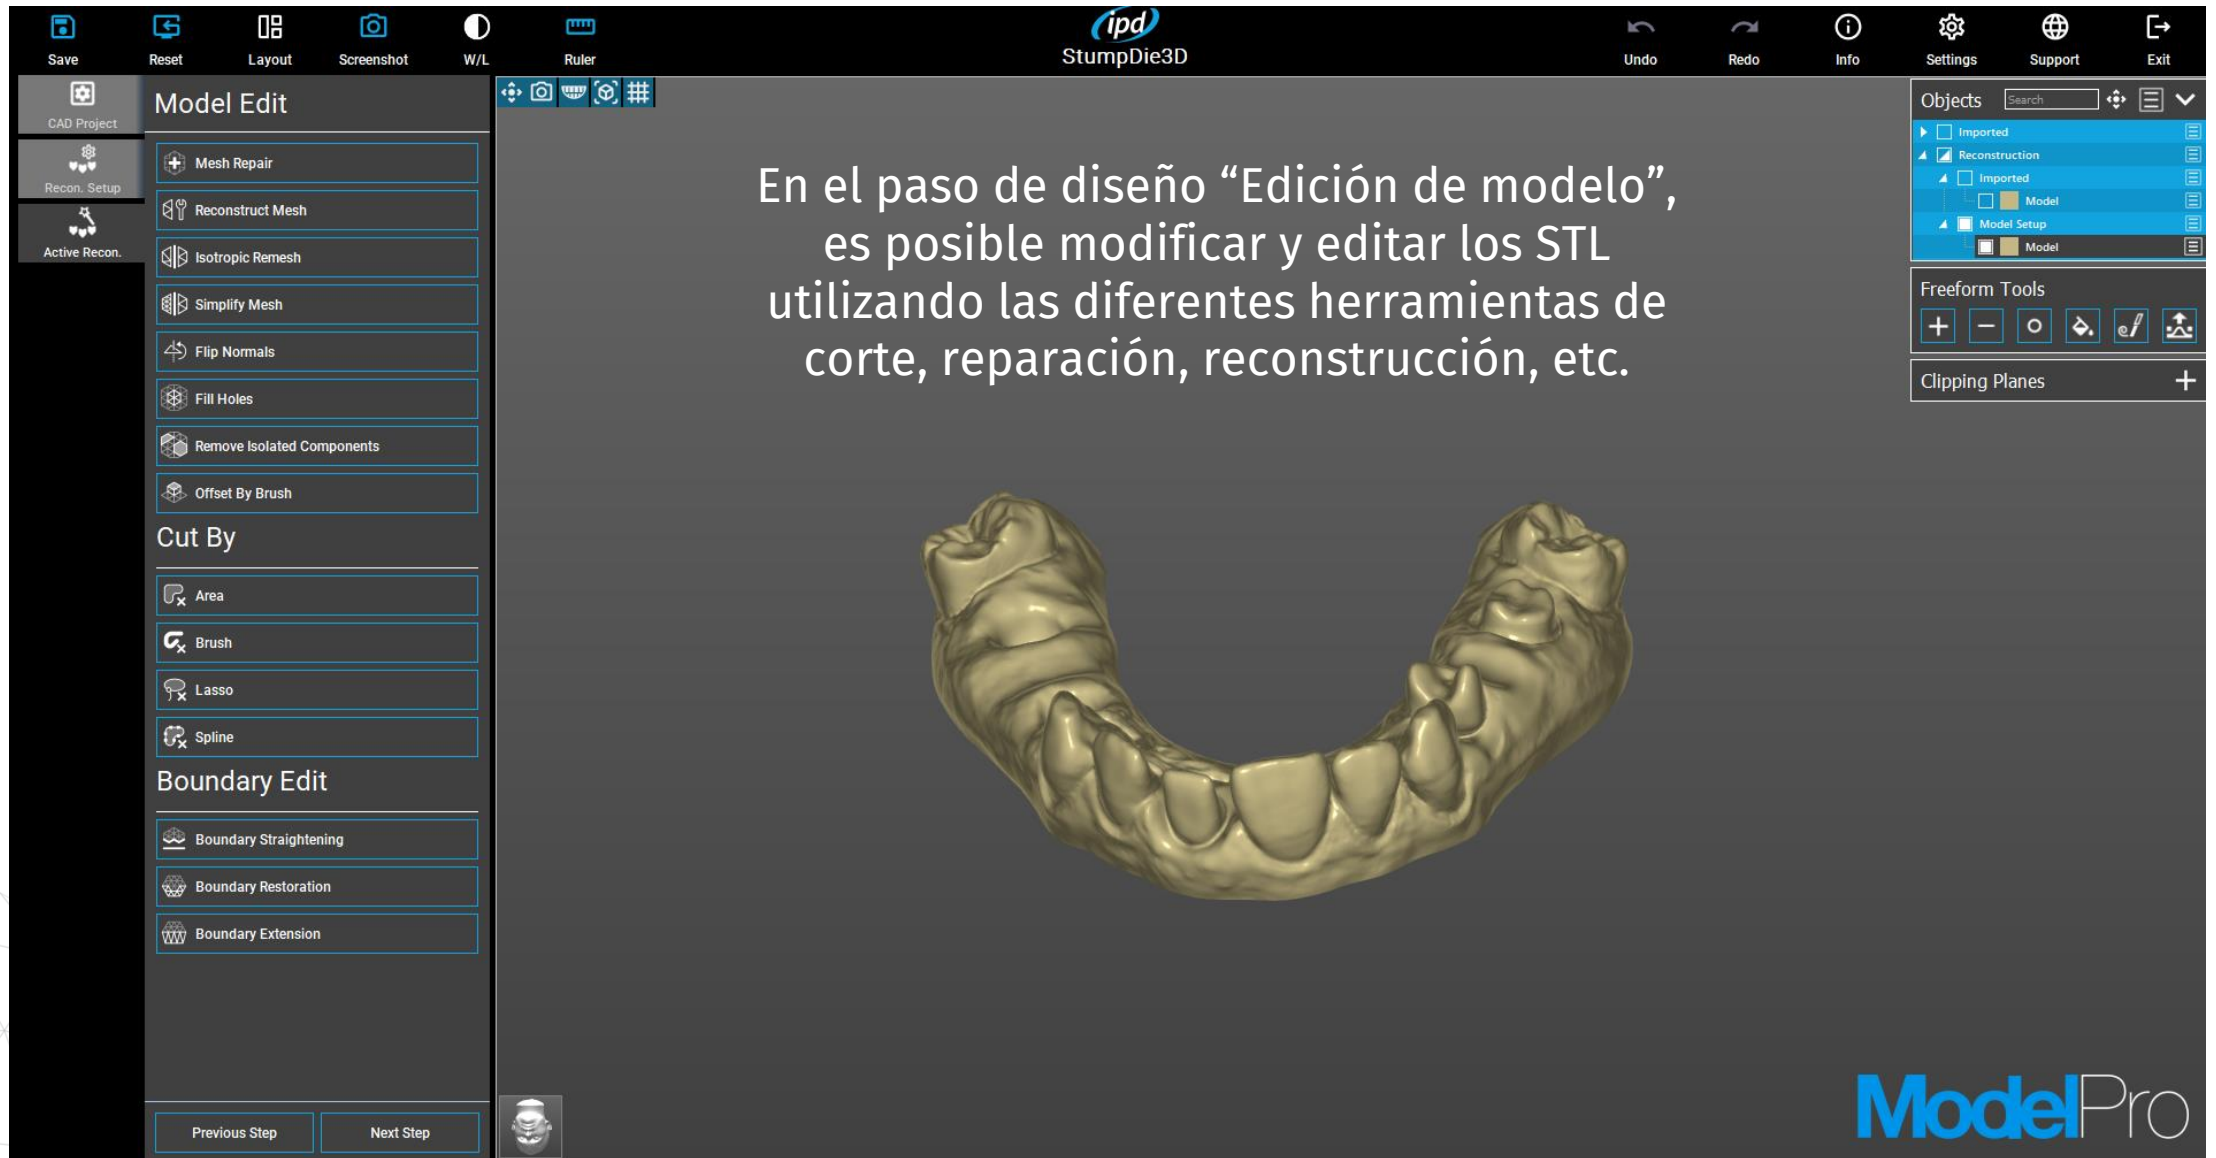 Save
Reset
Layout
Screenshot
W/L
Ruler
ipd
StumpDie3D
Undo
Redo
Info
Settings
Support
Exit
CAD Project
Recon. Setup
Active Recon.
Model Edit
Mesh Repair
Reconstruct Mesh
Isotropic Remesh
Simplify Mesh
Flip Normals
Fill Holes
Remove Isolated Components
Offset By Brush
Cut By
Area
Brush
Lasso
Spline
Boundary Edit
Boundary Straightening
Boundary Restoration
Boundary Extension
Previous Step
Next Step
En el paso de diseño “Edición de modelo”,
es posible modificar y editar los STL
utilizando las diferentes herramientas de
corte, reparación, reconstrucción, etc.
Objects
Search
Imported
Reconstruction
Imported
Model
Model Setup
Model
Freeform Tools
Clipping Planes
ModelPro